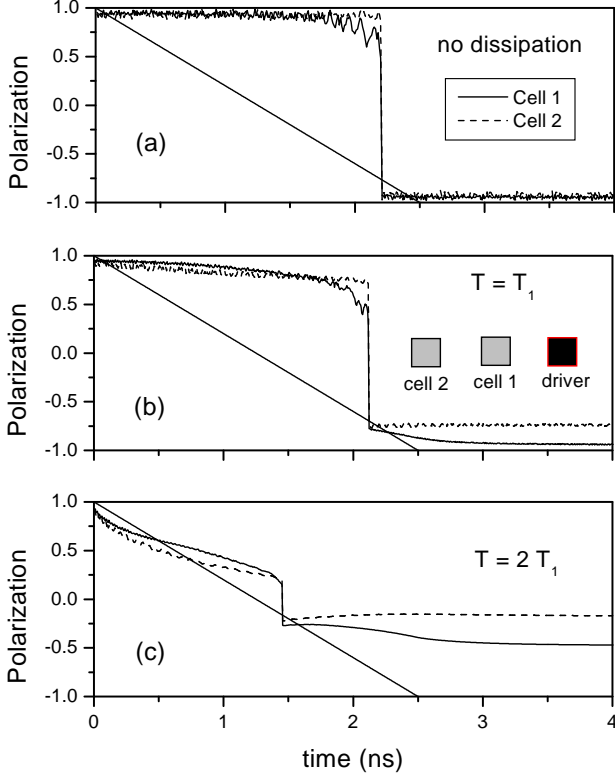 1.0
0.5
0.0
-0.5
-1.0
Polarization
no dissipation
Cell 1
Cell 2
(a)
1.0
0.5
0.0
-0.5
-1.0
Polarization
T = T1
cell 2 cell 1 driver
(b)
1.0
0.5
0.0
-0.5
-1.0
Polarization
T = 2 T1
(c)
0 1 2 3 4
time (ns)